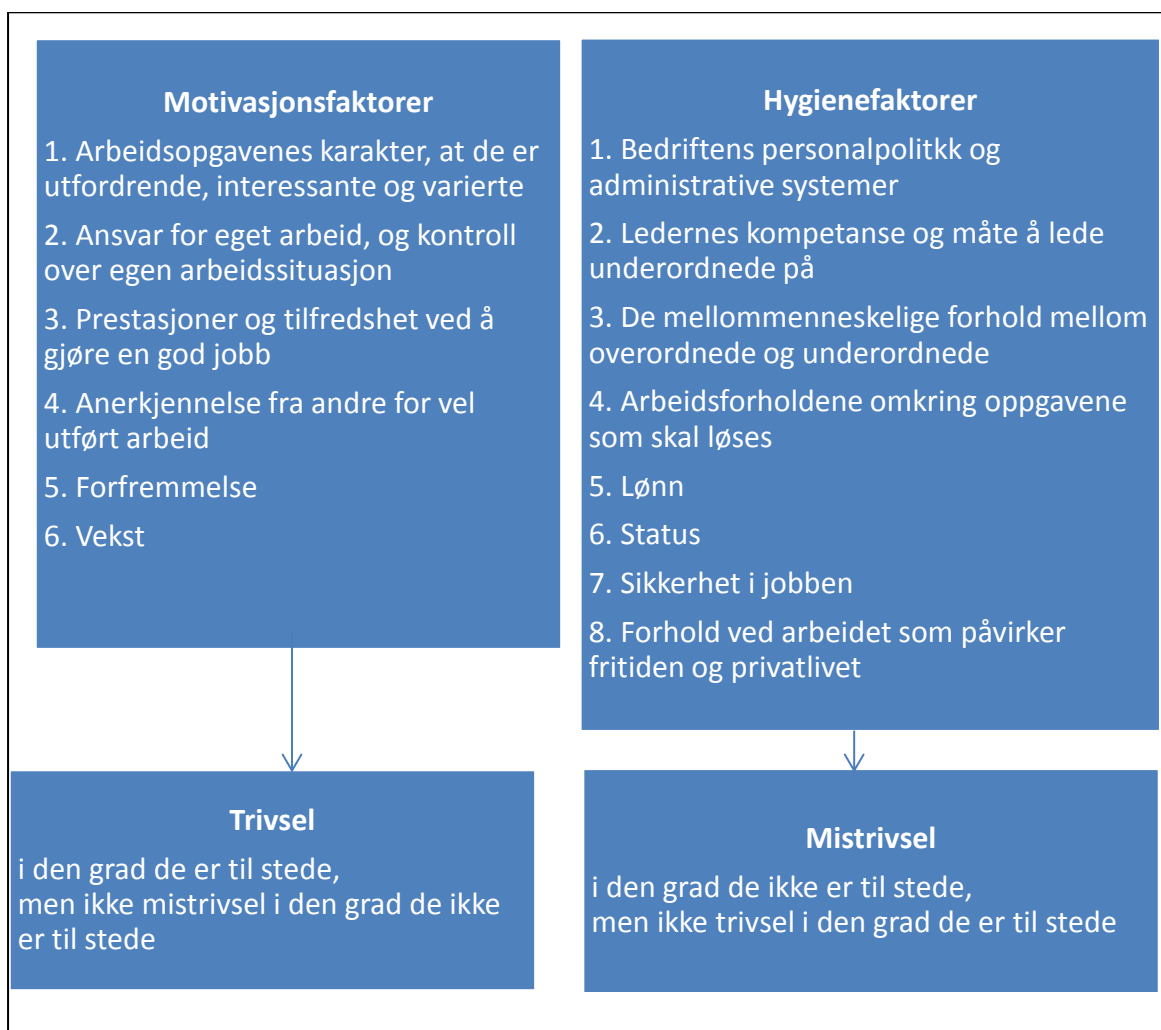 Motivasjonsfaktorer
1. Arbeidsopgavenes karakter, at de er
utfordrende, interessante og varierte
2. Ansvar for eget arbeid, og kontroll
over egen arbeidssituasjon
3. Prestasjoner og tilfredshet ved å
gjøre en god jobb
4. Anerkjennelse fra andre for vel
utført arbeid
5. Forfremmelse
6. Vekst
Hygienefaktorer
1. Bedriftens personalpolitkk og
administrative systemer
2. Ledernes kompetanse og måte å lede
underordnede på
3. De mellommenneskelige forhold mellom
overordnede og underordnede
4. Arbeidsforholdene omkring oppgavene
som skal løses
5. Lønn
6. Status
7. Sikkerhet i jobben
8. Forhold ved arbeidet som påvirker
fritiden og privatlivet
Trivsel
i den grad de er til stede,
men ikke mistrivsel i den grad de ikke
er til stede
Mistrivsel
i den grad de ikke er til stede,
men ikke trivsel i den grad de er til stede